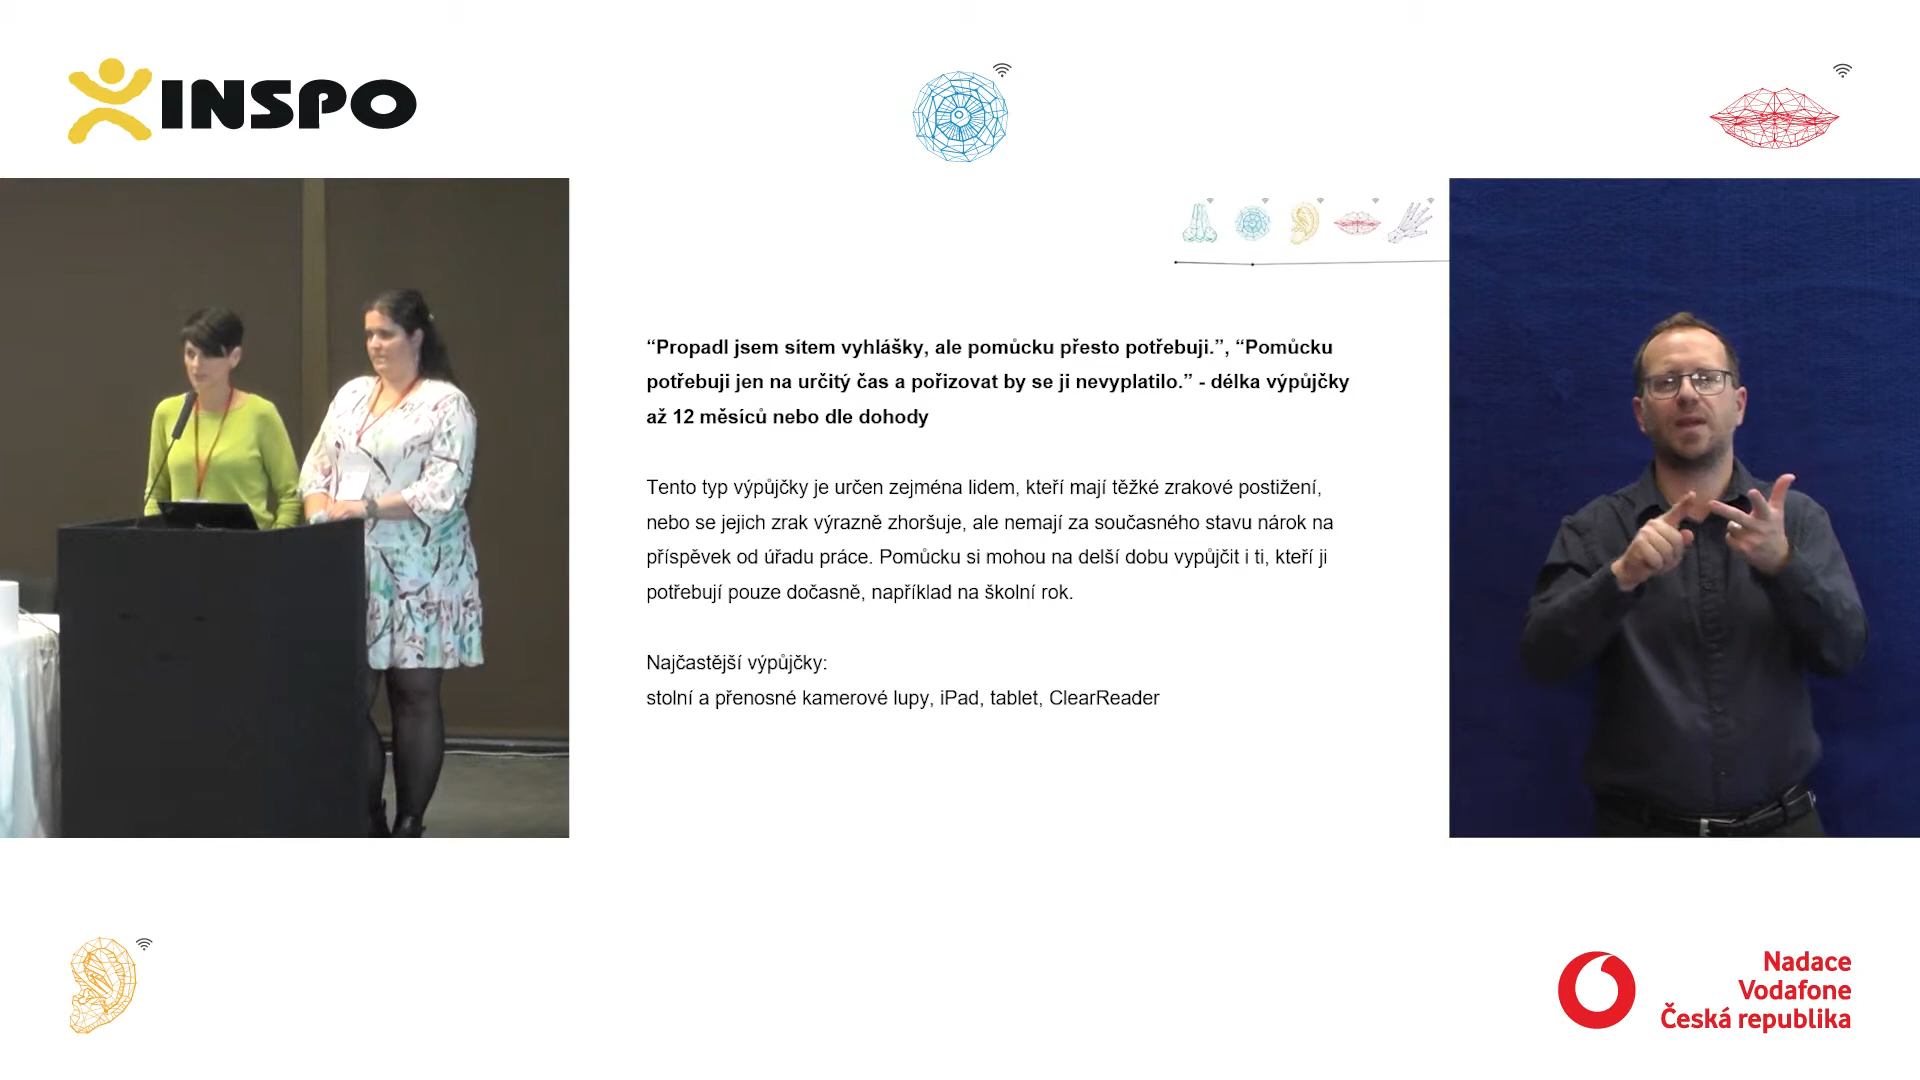 INSPO
“Propadl jsem sítem vyhlášky, ale pomůcku přesto potřebuji.”, “Pomůcku
potřebuji jen na určitý čas a pořizovat by se ji nevyplatilo.” - délka výpůjčky
až 12 měsíců nebo dle dohody
Tento typ výpůjčky je určen zejména lidem, kteří mají těžké zrakové postižení,
nebo se jejich zrak výrazně zhoršuje, ale nemají za současného stavu nárok na
příspěvek od úřadu práce. Pomůcku si mohou na delší dobu vypůjčit i ti, kteří ji
potřebují pouze dočasně, například na školní rok.
Najčastější výpůjčky:
stolní a přenosné kamerové lupy, iPad, tablet, ClearReader
Nadace
Vodafone
Česká republika